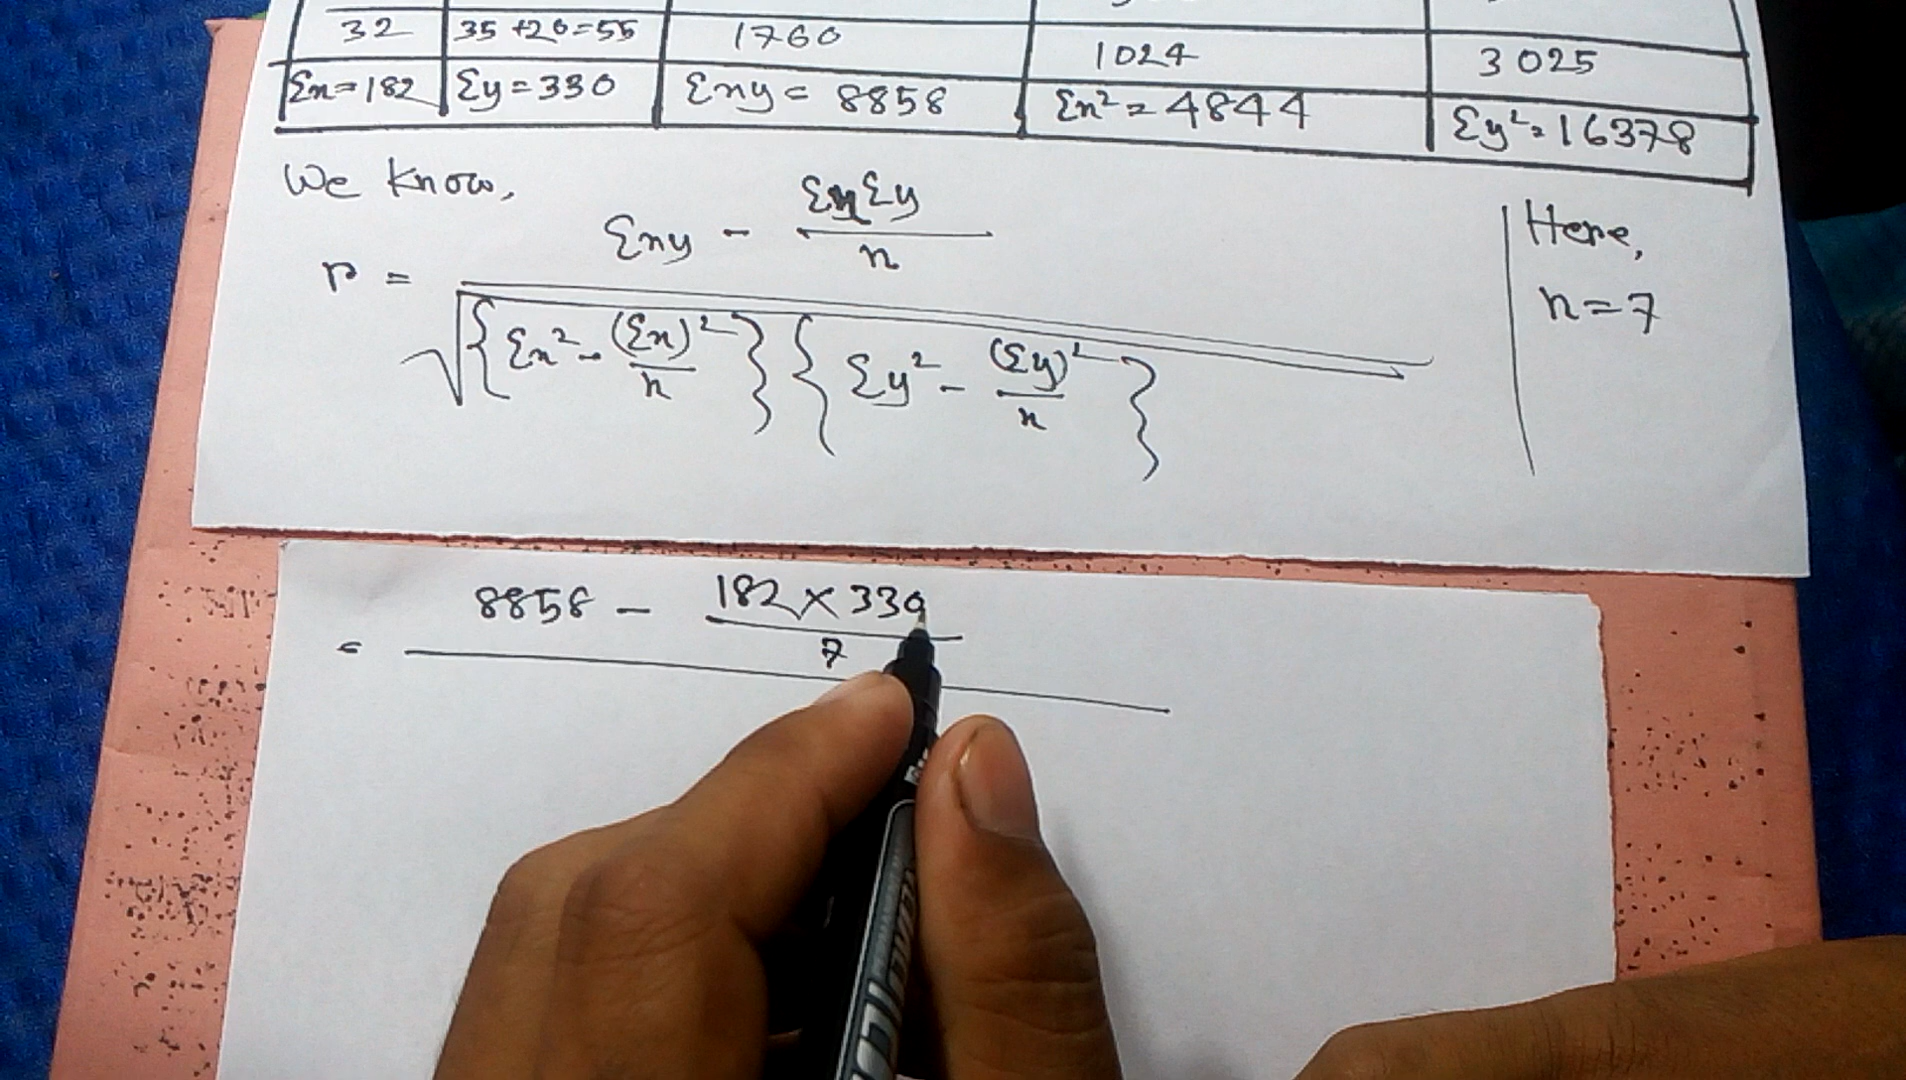 32 35+20=55 1760 1024 3025
Σx=182 Σy=330 Σxy= 8858 Σx²=4844 Σy²=16378
We know,
r = Σxy - ΣxΣy/n / √{Σx² - (Σx)²/n}{Σy² - (Σy)²/n}
Here,
n=7
= 8858 - 182×330/7